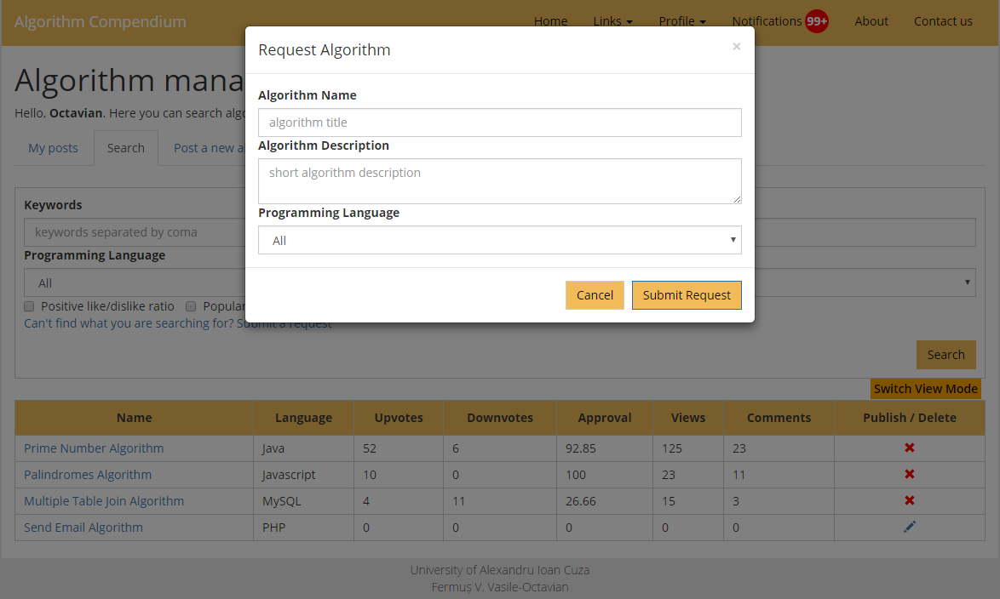 Algorithm Compendium
Home Links Profile Notifications 99+ About Contact us
Request Algorithm ×
Algorithm mana
Algorithm Name
Hello, Octavian. Here you can search algo
algorithm title
Algorithm Description
My posts Search Post a new a
short algorithm description
Keywords
Programming Language
keywords separated by coma
All
Programming Language
All
Cancel Submit Request
Positive like/dislike ratio Popular
Can't find what you are searching for? Submit a request
Search
Switch View Mode
Name Language Upvotes Downvotes Approval Views Comments Publish / Delete
Prime Number Algorithm Java 52 6 92.85 125 23
Palindromes Algorithm Javascript 10 0 100 23 11
Multiple Table Join Algorithm MySQL 4 11 26.66 15 3
Send Email Algorithm PHP 0 0 0 0 0
University of Alexandru Ioan Cuza
Fermuș V. Vasile-Octavian